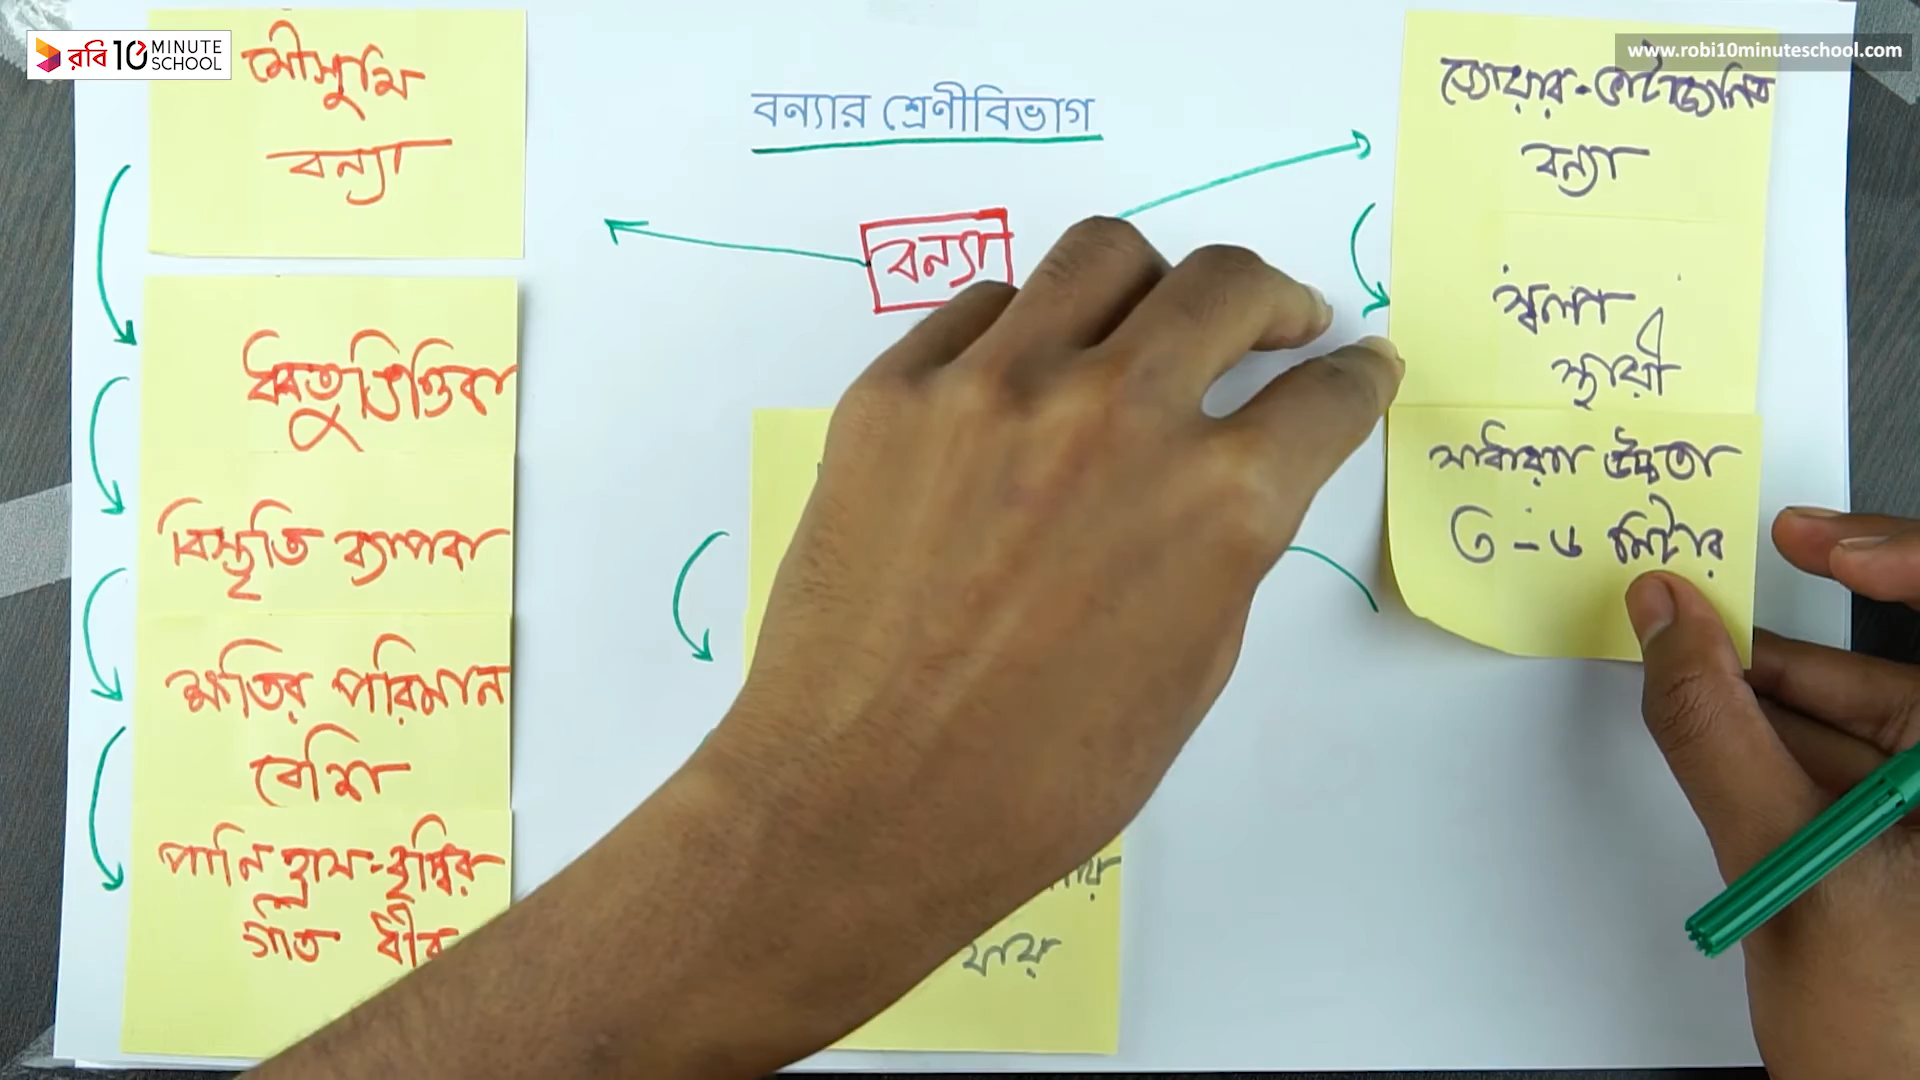 রবি 10 MINUTE SCHOOL
www.robi10minuteschool.com
বন্যার শ্রেণীবিভাগ
বন্যা
মৌসুমি
বন্যা
ঋতুভিত্তিক
বিস্তৃতি ব্যাপক
ক্ষতির পরিমান
বেশি
পানি হ্রাস-বৃদ্ধির
গতি ধীর
যায়
জোয়ার-ভাটাজনিত
বন্যা
স্বল্প
স্থায়ী
সাধারণ উচ্চতা
৩-৬ মিটার